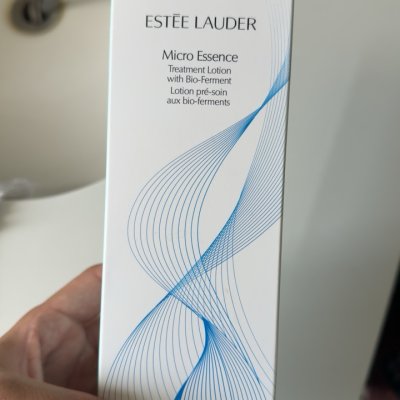 ESTĒE LAUDER
Micro Essence
Treatment Lotion
with Bio-Ferment
Lotion pré-soin
aux bio-ferments